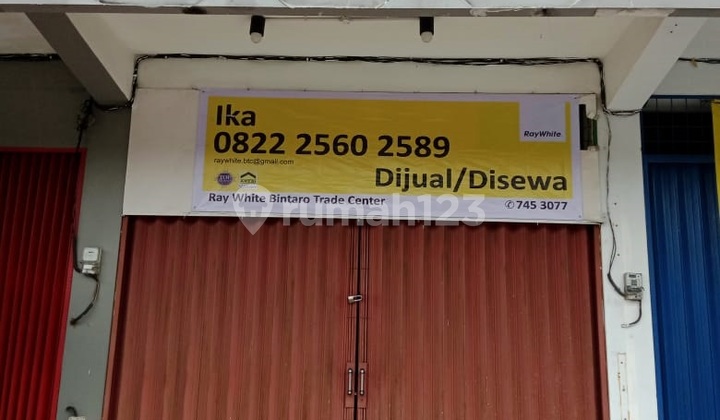 Ika
RayWhite
0822 2560 2589
raywhite.btc@gmail.com
Dijual/Disewa
Ray White Bintaro Trade Center
745 3077
rumah123